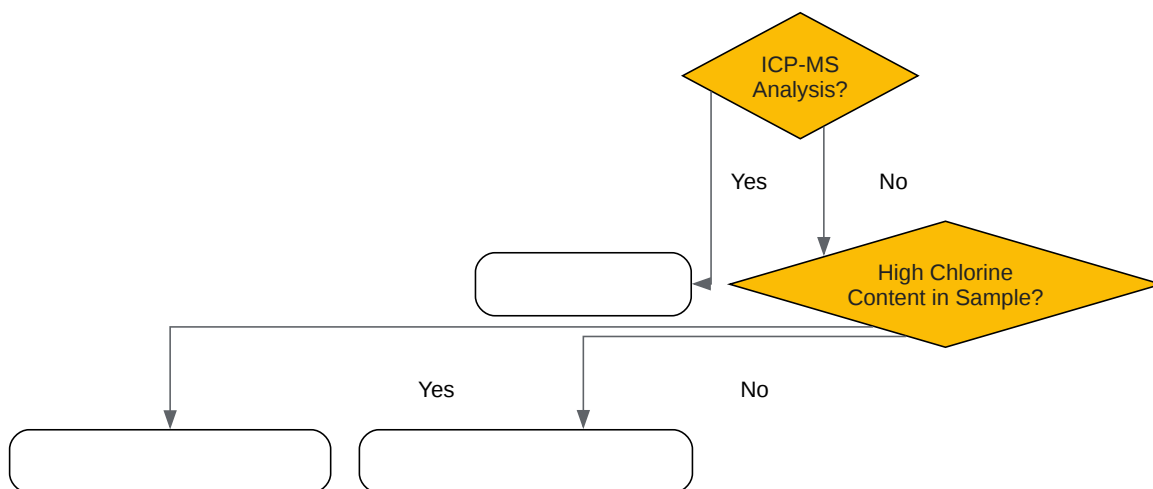 ICP-MS
Analysis?
Yes
No
High Chlorine
Content in Sample?
Yes
No